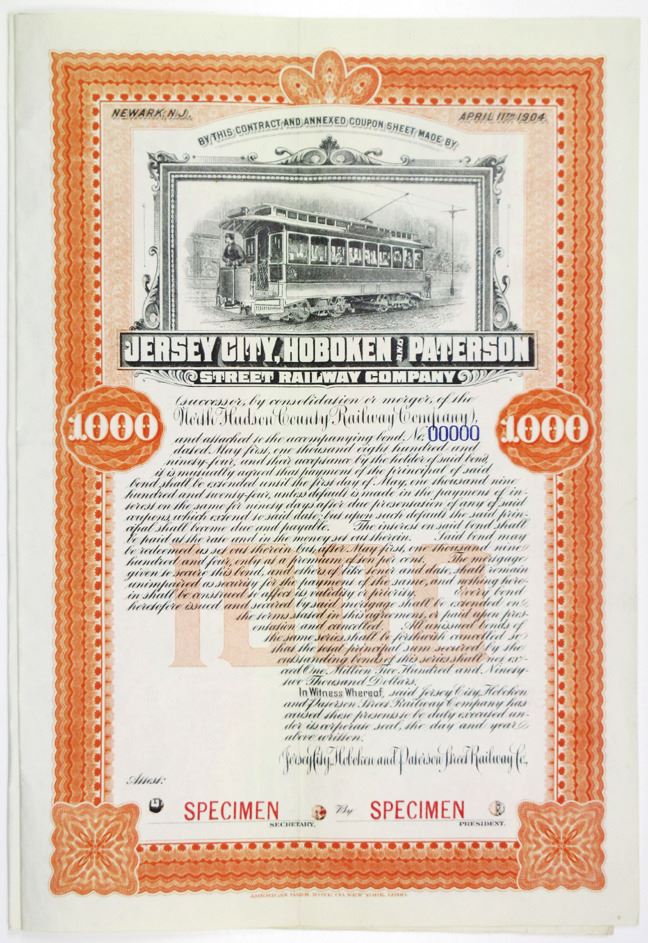 NEWARK, N.J.
APRIL 11TH 1904.
BY THIS CONTRACT AND ANNEXED COUPON SHEET, MADE BY
JERSEY CITY, HOBOKEN AND PATERSON
STREET RAILWAY COMPANY
(successor, by consolidation or merger, of the
North Hudson County Railway Company),
1.000
1.000
and attached to the accompanying bond, No. 00000
dated May first, one thousand eight hundred and
ninety-four, and their acceptance by the holder of said bond,
it is mutually agreed that payment of the principal of said
bond shall be extended until the first day of May, one thousand nine
hundred and twenty-four, unless default is made in the payment of in-
terest on the same for ninety days after due presentation of any of said
coupons which extend to said date, but upon such default the said prin-
cipal shall become due and payable. The interest on said bond shall
be paid at the rate and in the money set out therein. Said bond may
be redeemed as set out therein but after May first, one thousand nine
hundred and four, only at a premium of ten per cent. The mortgage
given to secure this bond, and others of like tenor and date, shall remain
unimpaired as security for the payment of the same, and nothing here-
in shall be construed to affect its validity or priority. Every bond
heretofore issued and secured by said mortgage shall be extended on
the terms stated in this agreement, or paid upon pres-
entation and cancelled. All unissued bonds of
the same series shall be forthwith cancelled so
that the total principal sum secured by the
outstanding bonds of this series shall not ex-
ceed One Million Two Hundred and Ninety-
two Thousand Dollars.
In Witness Whereof, said Jersey City, Hoboken
and Paterson Street Railway Company has
caused these presents to be duly executed un-
der its corporate seal, the day and year
above written.
1000
Jersey City, Hoboken and Paterson Street Railway Co.
Attest:
SPECIMEN By SPECIMEN
SECRETARY. PRESIDENT.
AMERICAN BANK NOTE CO. NEW YORK.